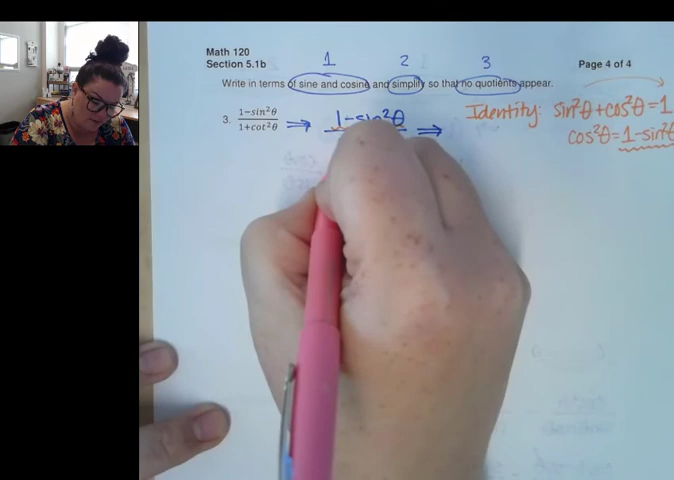 Math 120
Section 5.1b
1 2 3
Page 4 of 4
Write in terms of sine and cosine and simplify so that no quotients appear.
3. (1−sin²θ)/(1+cot²θ) ⇒ 1−sin²θ ⇒
Identity: sin²θ + cos²θ = 1
cos²θ = 1−sin²θ